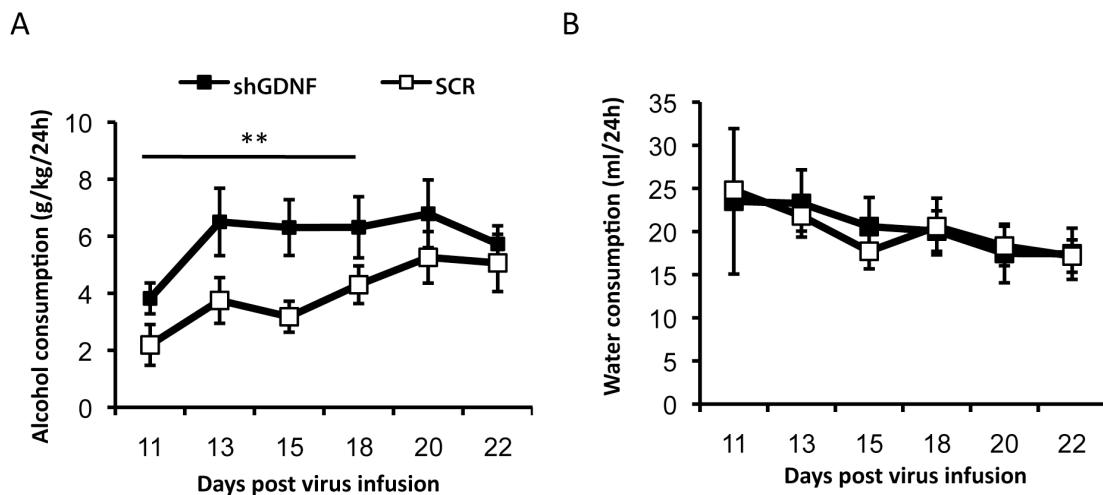 A
shGDNF SCR
Alcohol consumption (g/kg/24h)
10
8
6
4
2
0
**
11 13 15 18 20 22
Days post virus infusion
B
Water consumption (ml/24h)
35
30
25
20
15
10
5
0
11 13 15 18 20 22
Days post virus infusion